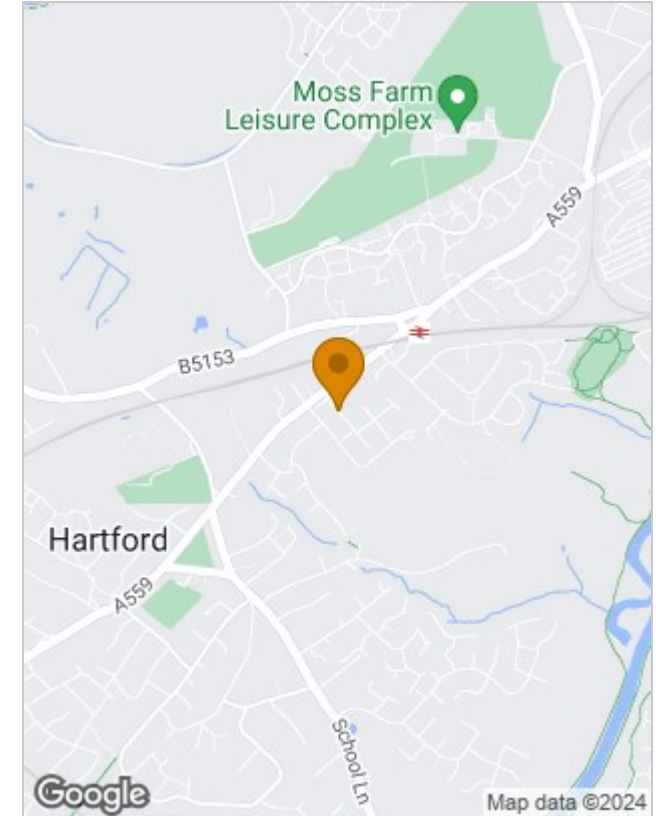 Moss Farm
Leisure Complex
A559
B5153
Hartford
A559
School Ln
Google
Map data ©2024